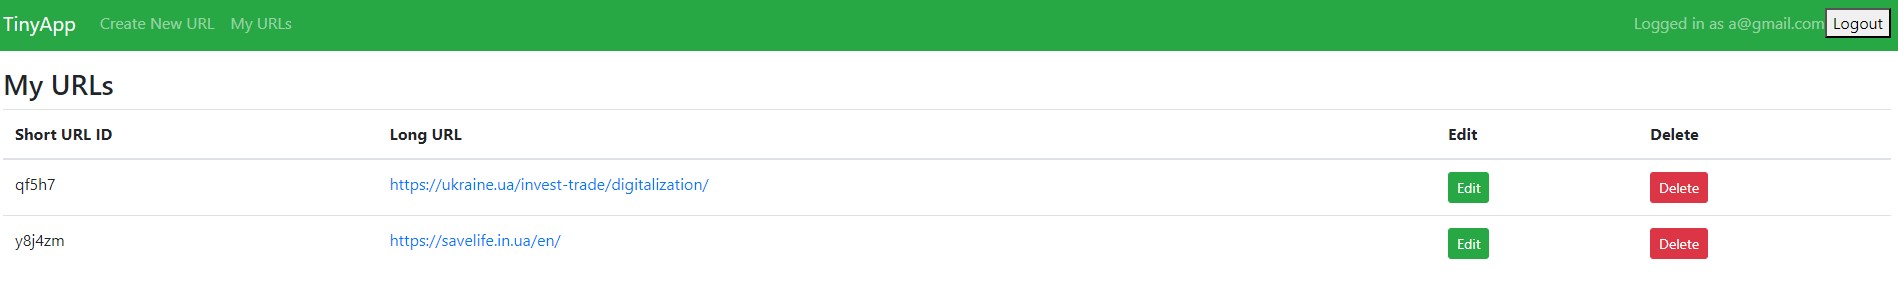 TinyApp Create New URL My URLs Logged in as a@gmail.com Logout
My URLs
Short URL ID Long URL Edit Delete
qf5h7 https://ukraine.ua/invest-trade/digitalization/ Edit Delete
y8j4zm https://savelife.in.ua/en/ Edit Delete